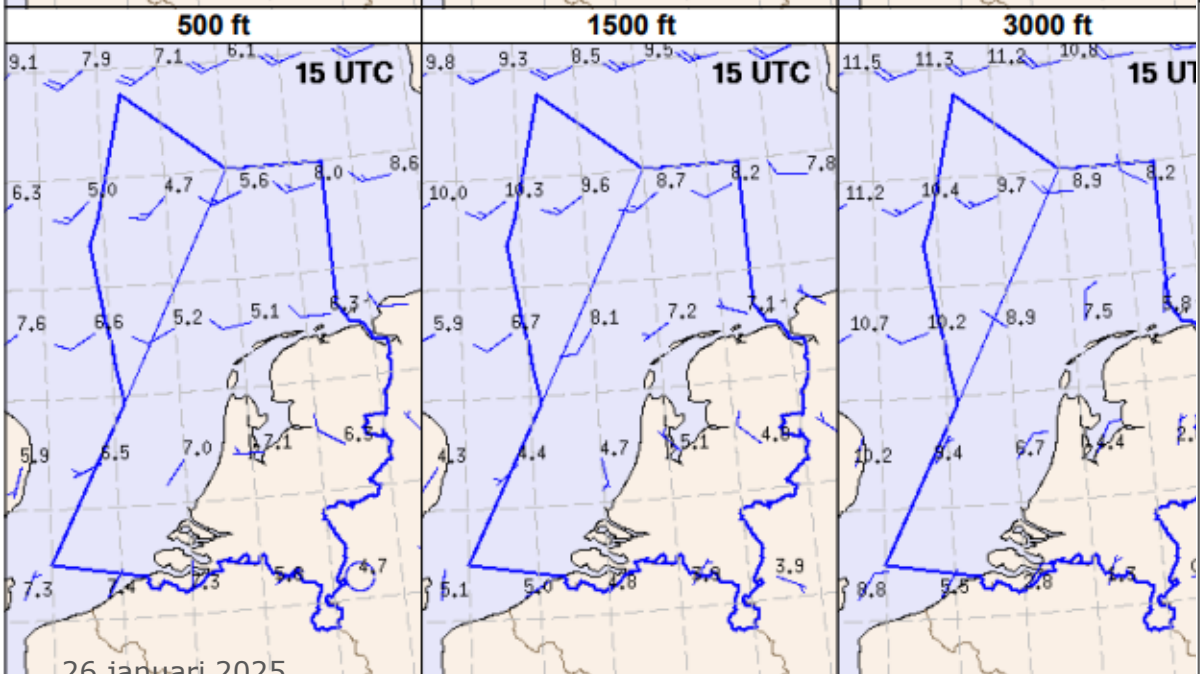 500 ft 1500 ft 3000 ft
9.1 7.9 7.1 6.1 9.8 9.3 8.5 9.5 11.5 11.3 11.2 10.8
15 UTC 15 UTC 15 UT
6.3 5.0 4.7 5.6 8.0 8.6 10.0 10.3 9.6 8.7 8.2 7.8 11.2 10.4 9.7 8.9 8.2
7.6 6.6 5.2 5.1 6.3 5.9 6.7 8.1 7.2 7.1 10.7 10.2 8.9 7.5 5.8
5.9 5.5 7.0 7.1 4.3 4.4 4.7 5.1 4.9 10.2 6.7
7.3 7.4 4.7 5.1 5.0 3.9 8.8 5.5
26 januari 2025